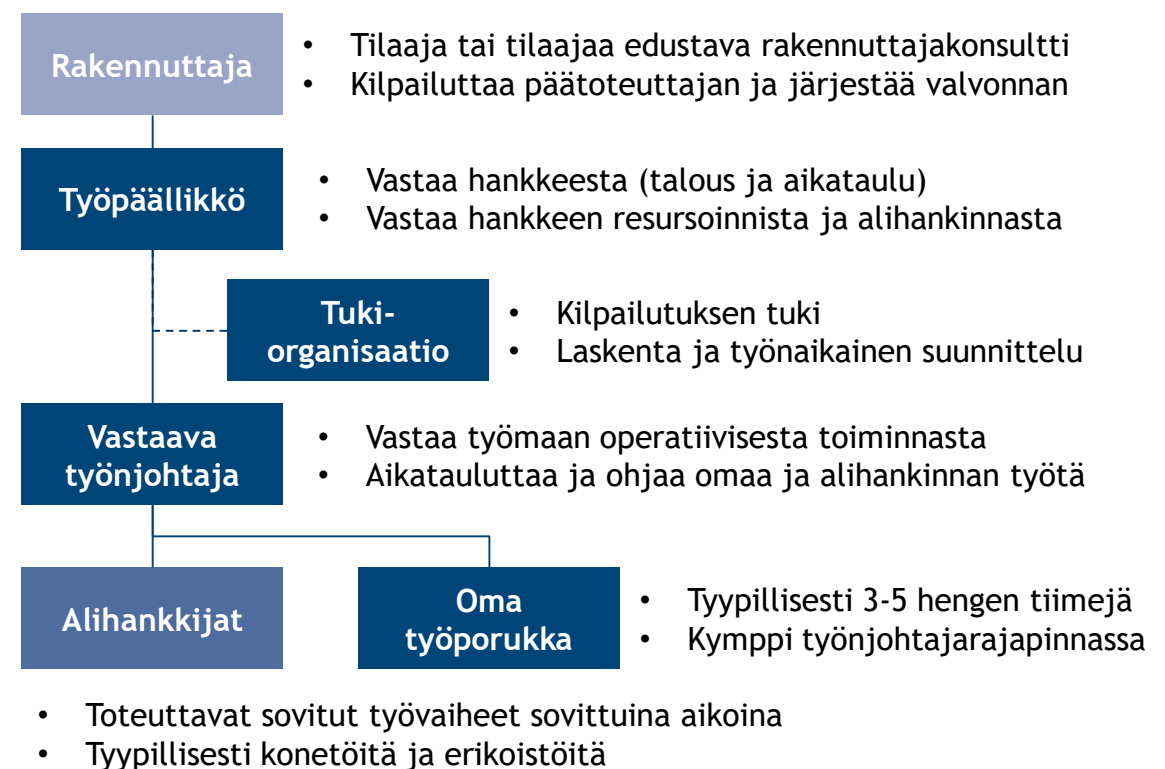 Rakennuttaja
• Tilaaja tai tilaajaa edustava rakennuttajakonsultti
• Kilpailuttaa päätoteuttajan ja järjestää valvonnan
Työpäällikkö
• Vastaa hankkeesta (talous ja aikataulu)
• Vastaa hankkeen resursoinnista ja alihankinnasta
Tuki-
organisaatio
• Kilpailutuksen tuki
• Laskenta ja työnaikainen suunnittelu
Vastaava
työnjohtaja
• Vastaa työmaan operatiivisesta toiminnasta
• Aikatauluttaa ja ohjaa omaa ja alihankinnan työtä
Alihankkijat
Oma
työporukka
• Tyypillisesti 3-5 hengen tiimejä
• Kymppi työnjohtajarajapinnassa
• Toteuttavat sovitut työvaiheet sovittuina aikoina
• Tyypillisesti konetöitä ja erikoistöitä